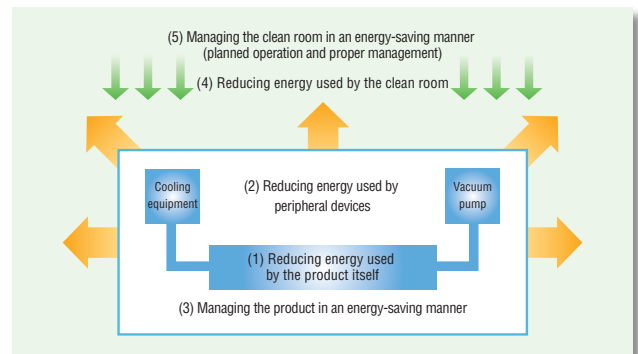 (5) Managing the clean room in an energy-saving manner
(planned operation and proper management)
(4) Reducing energy used by the clean room
Cooling
equipment
(2) Reducing energy used by
peripheral devices
Vacuum
pump
(1) Reducing energy used
by the product itself
(3) Managing the product in an energy-saving manner